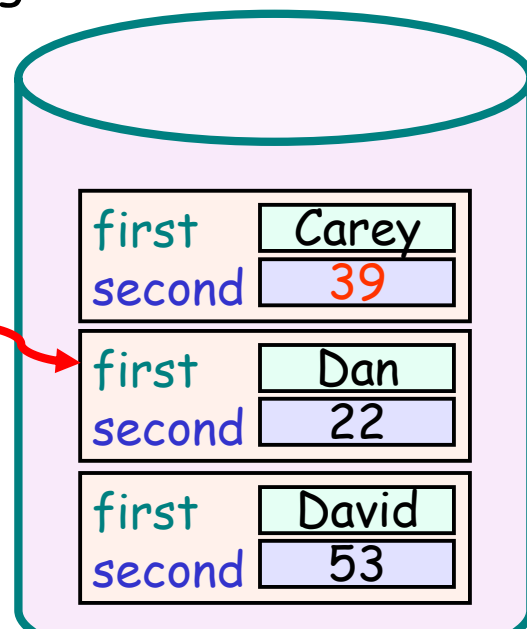 first Carey
second 39
first Dan
second 22
first David
second 53